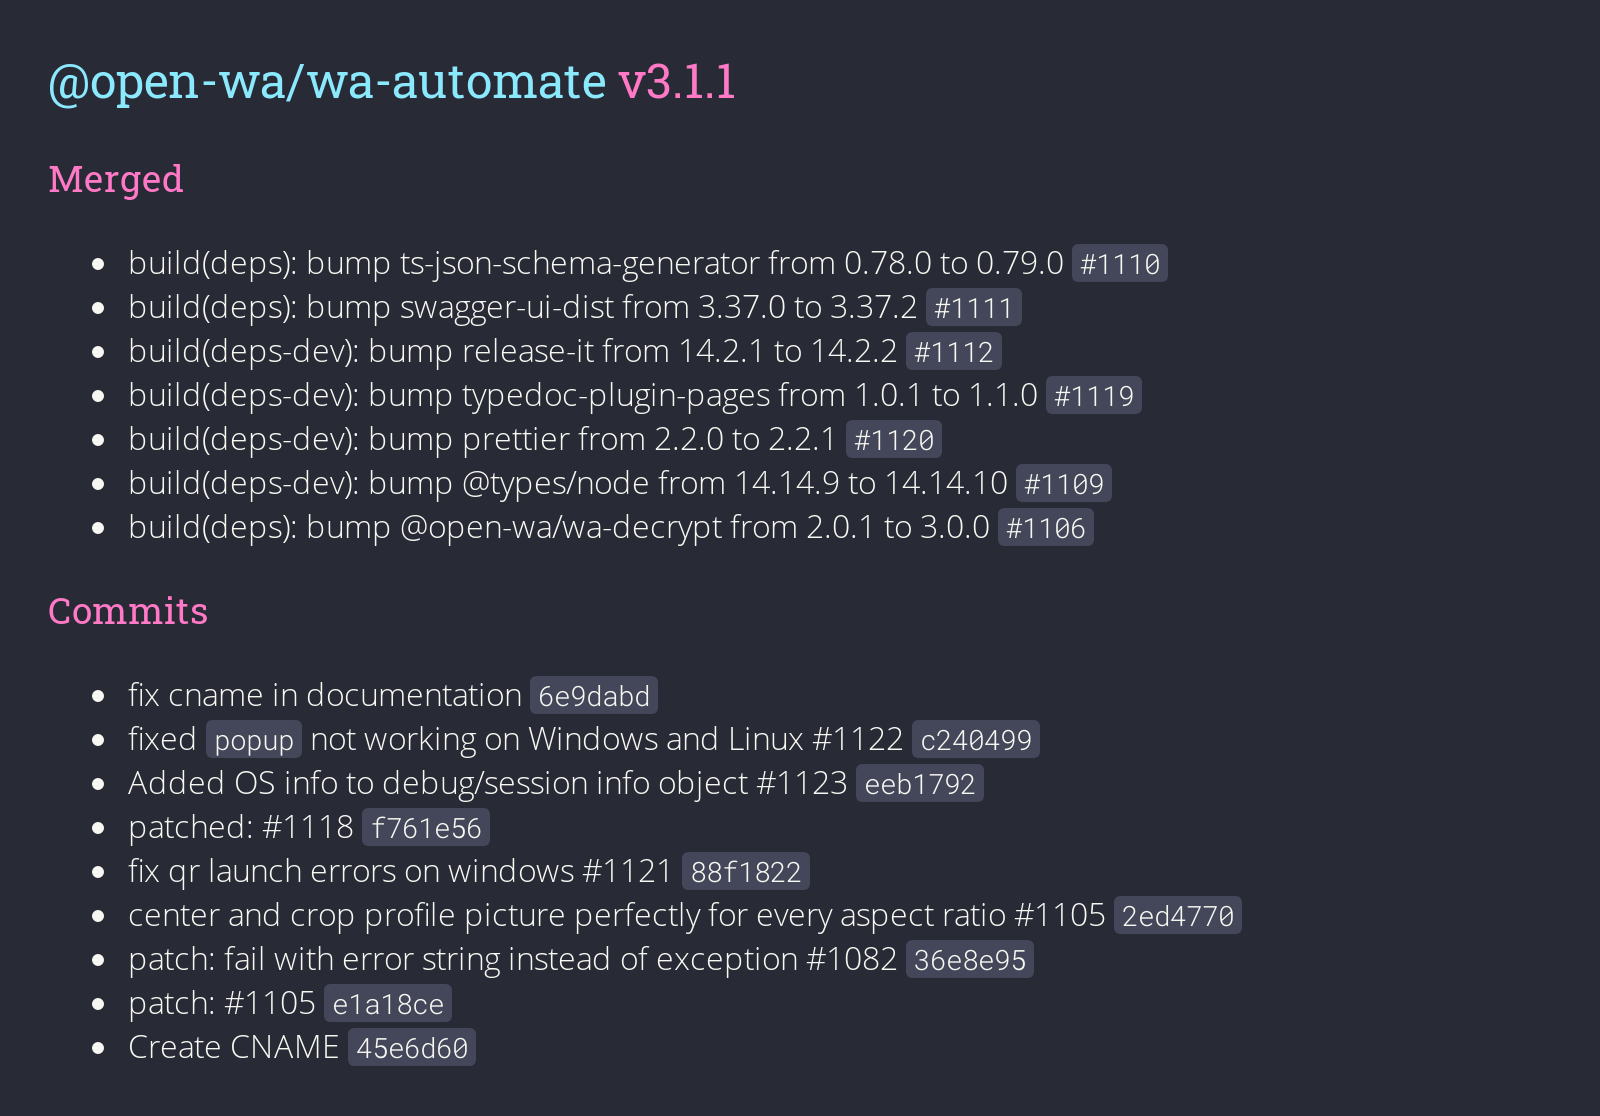 @open-wa/wa-automate v3.1.1
Merged
build(deps): bump ts-json-schema-generator from 0.78.0 to 0.79.0 #1110
build(deps): bump swagger-ui-dist from 3.37.0 to 3.37.2 #1111
build(deps-dev): bump release-it from 14.2.1 to 14.2.2 #1112
build(deps-dev): bump typedoc-plugin-pages from 1.0.1 to 1.1.0 #1119
build(deps-dev): bump prettier from 2.2.0 to 2.2.1 #1120
build(deps-dev): bump @types/node from 14.14.9 to 14.14.10 #1109
build(deps): bump @open-wa/wa-decrypt from 2.0.1 to 3.0.0 #1106
Commits
fix cname in documentation 6e9dabd
fixed popup not working on Windows and Linux #1122 c240499
Added OS info to debug/session info object #1123 eeb1792
patched: #1118 f761e56
fix qr launch errors on windows #1121 88f1822
center and crop profile picture perfectly for every aspect ratio #1105 2ed4770
patch: fail with error string instead of exception #1082 36e8e95
patch: #1105 e1a18ce
Create CNAME 45e6d60